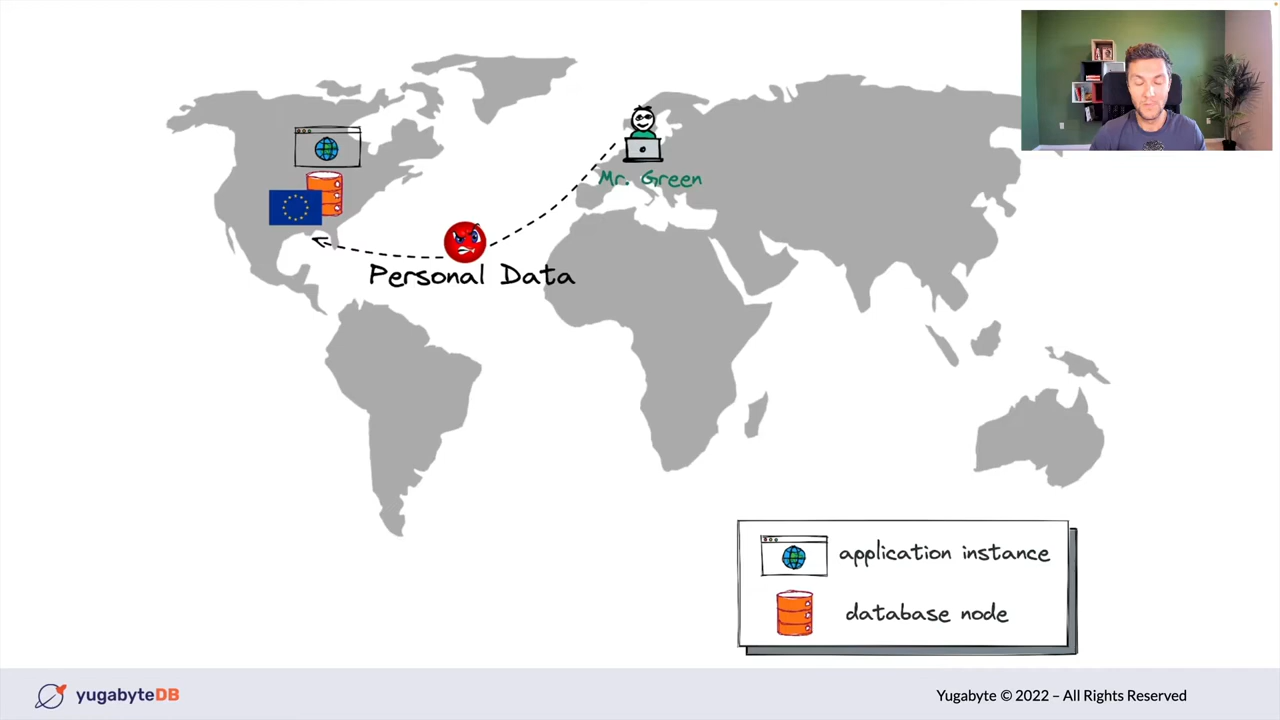 Mr. Green
Personal Data
application instance
database node
yugabyteDB
Yugabyte © 2022 – All Rights Reserved